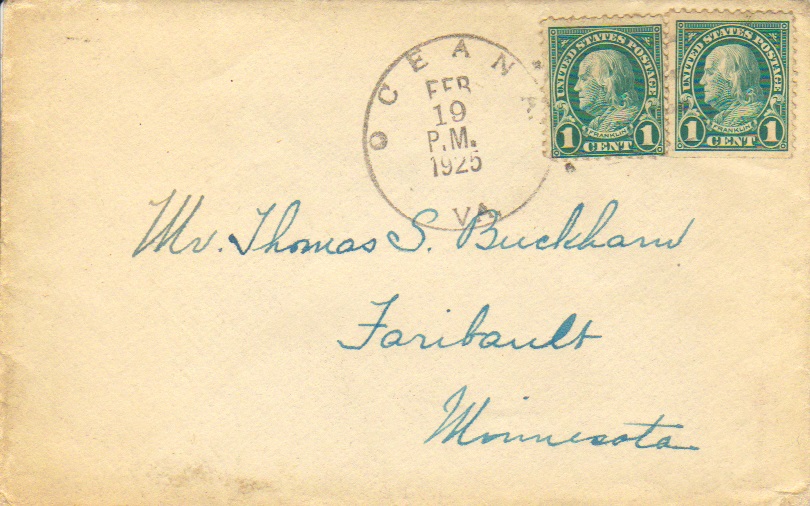 OCEAN
FEB
19
P.M.
1925
VA.
UNITED STATES POSTAGE
FRANKLIN
1 CENT 1
UNITED STATES POSTAGE
FRANKLIN
1 CENT 1
Mr. Thomas S. Buckham
Faribault
Minnesota